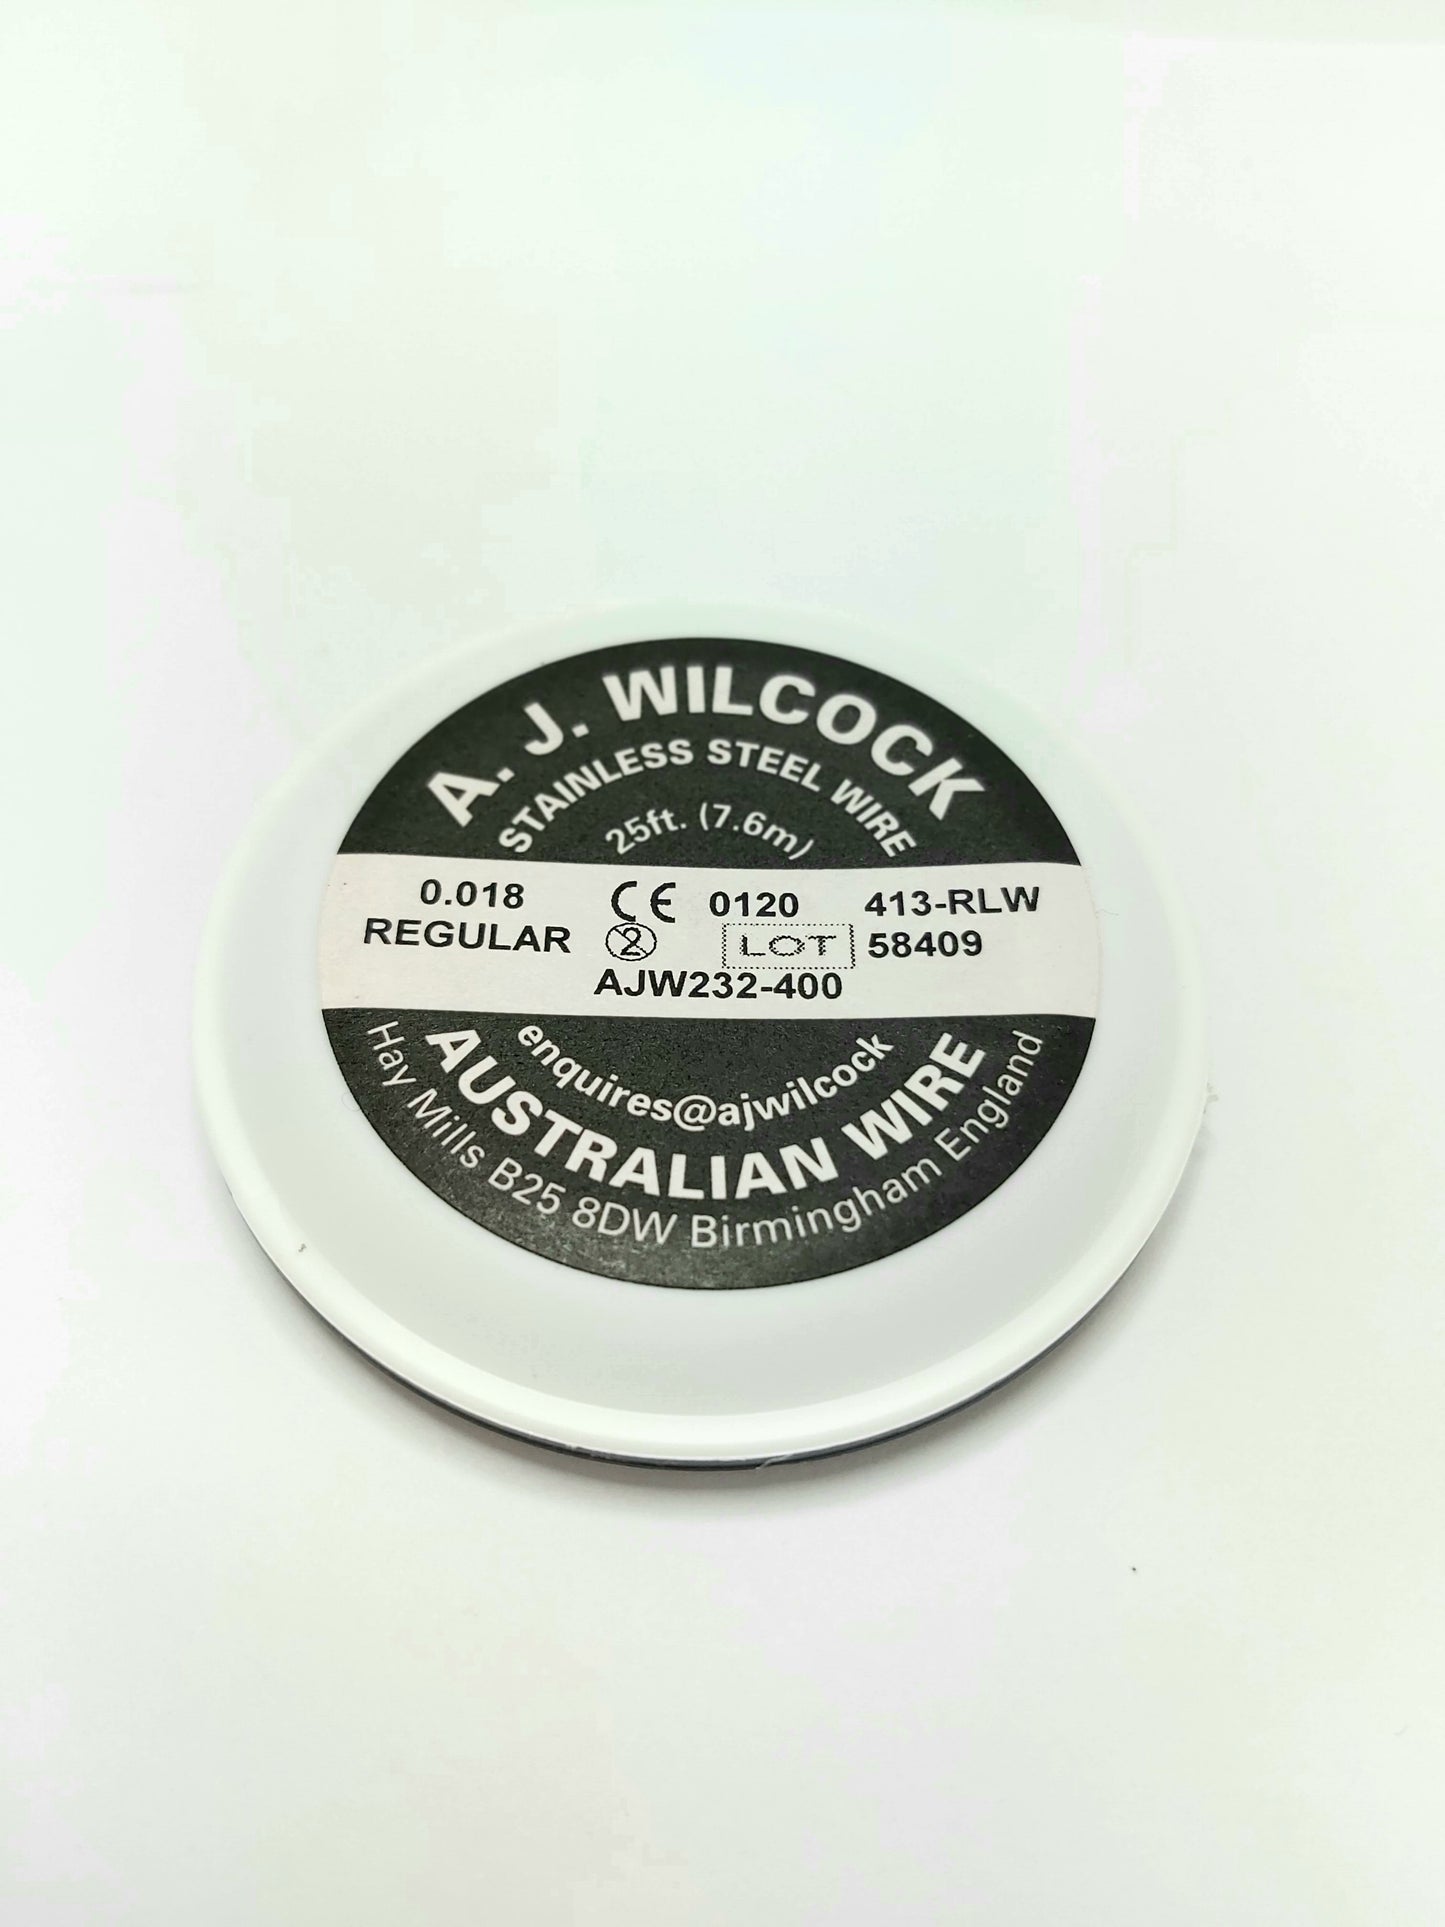 A. J. WILCOCK
STAINLESS STEEL WIRE
25ft. (7.6m)
0.018 CE 0120 413-RLW
REGULAR 2 LOT 58409
AJW232-400
enquires@ajwilcock
AUSTRALIAN WIRE
Hay Mills B25 8DW Birmingham England